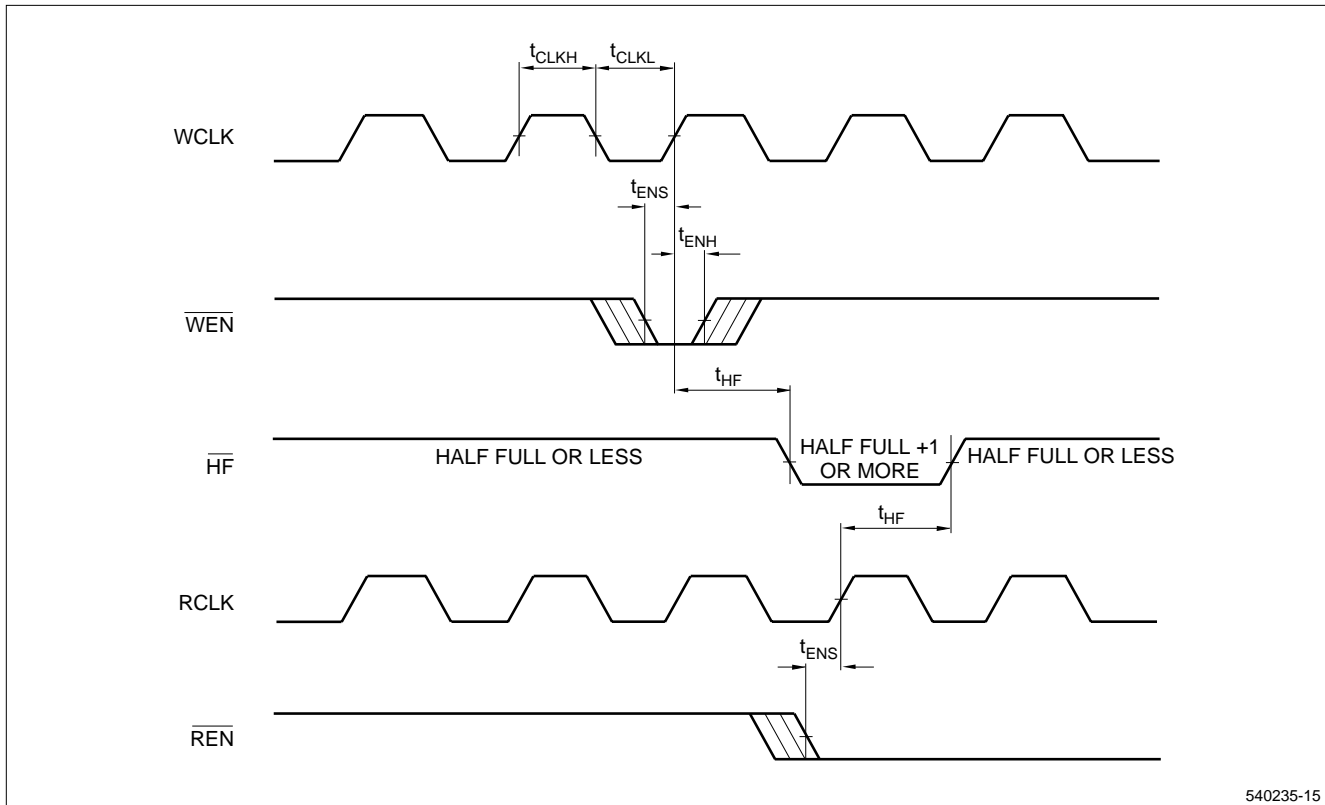 tCLKH
tCLKL
WCLK
tENS
tENH
WEN
tHF
HF
HALF FULL OR LESS
HALF FULL +1
OR MORE
HALF FULL OR LESS
tHF
RCLK
tENS
REN
540235-15